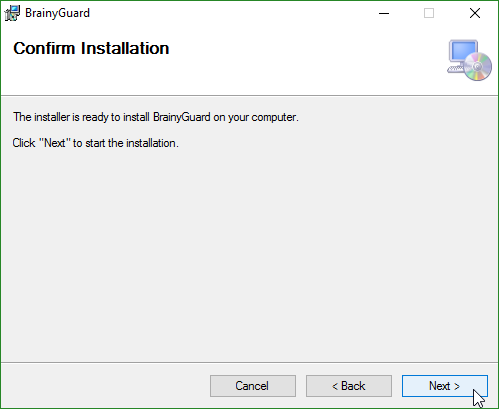 BrainyGuard
Confirm Installation
The installer is ready to install BrainyGuard on your computer.
Click "Next" to start the installation.
Cancel
< Back
Next >